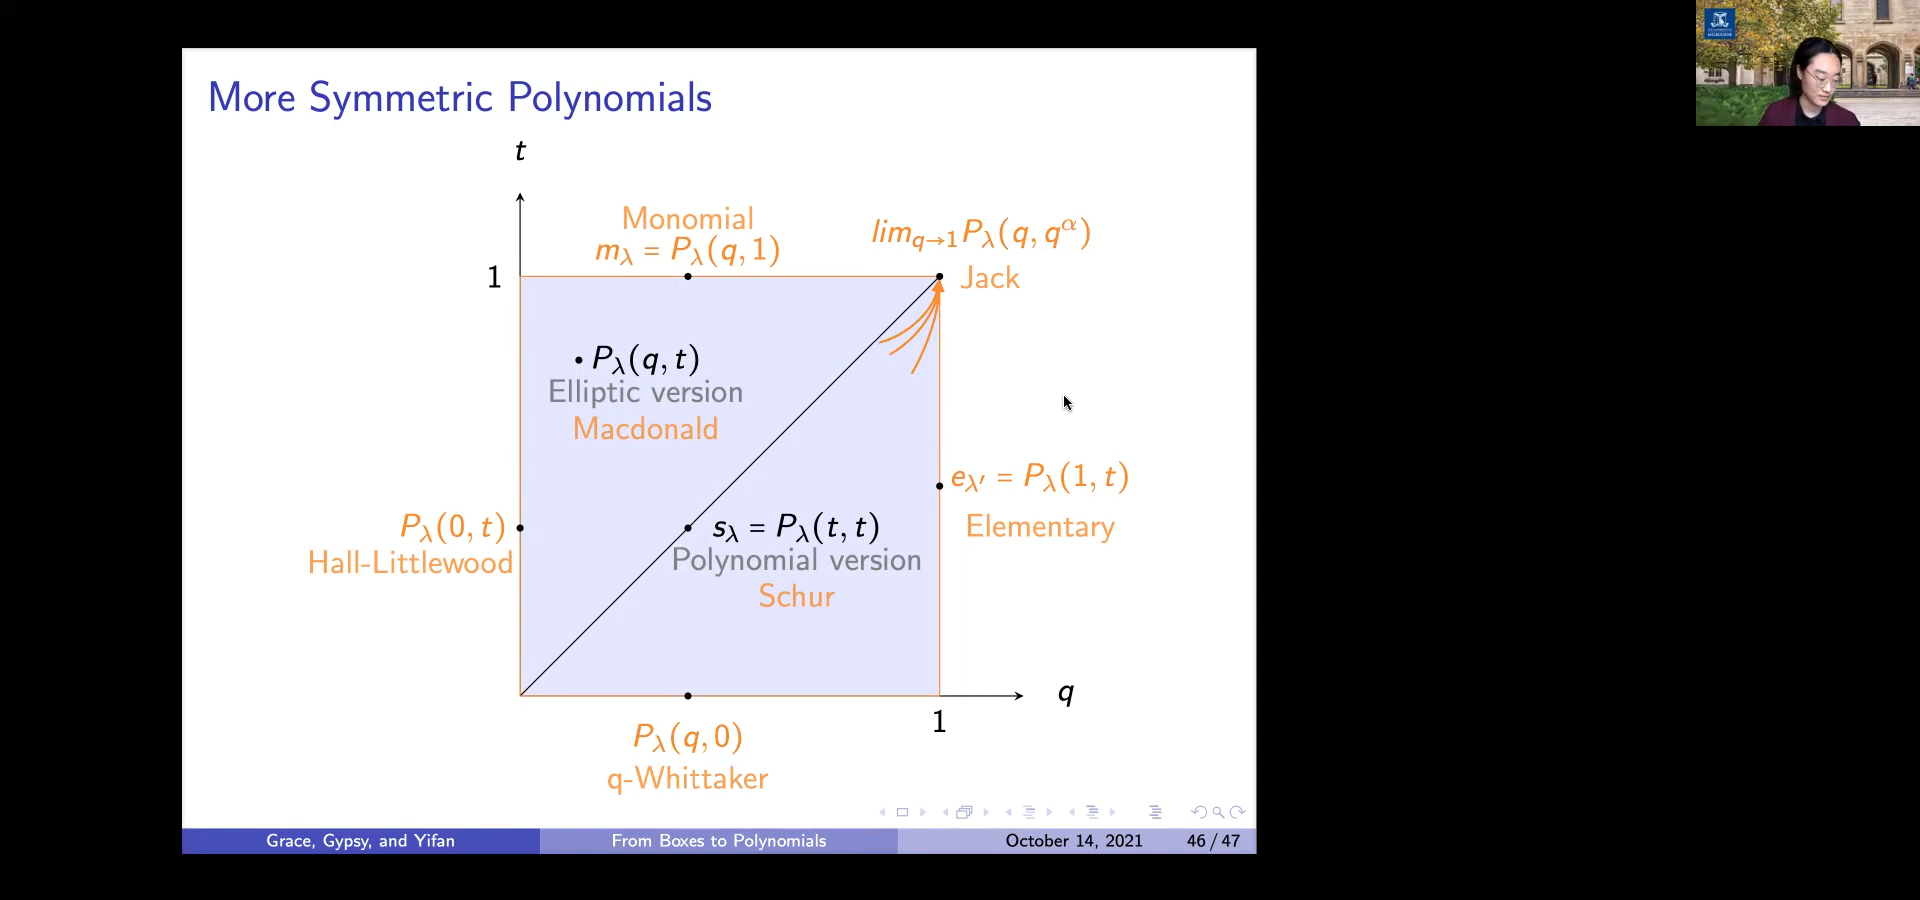 More Symmetric Polynomials
t
Monomial
m_λ = P_λ(q, 1)
lim_{q→1}P_λ(q, q^α)
1
Jack
P_λ(q, t)
Elliptic version
Macdonald
e_{λ′} = P_λ(1, t)
P_λ(0, t)
s_λ = P_λ(t, t)
Elementary
Hall-Littlewood
Polynomial version
Schur
q
1
P_λ(q, 0)
q-Whittaker
Grace, Gypsy, and Yifan
From Boxes to Polynomials
October 14, 2021
46 / 47